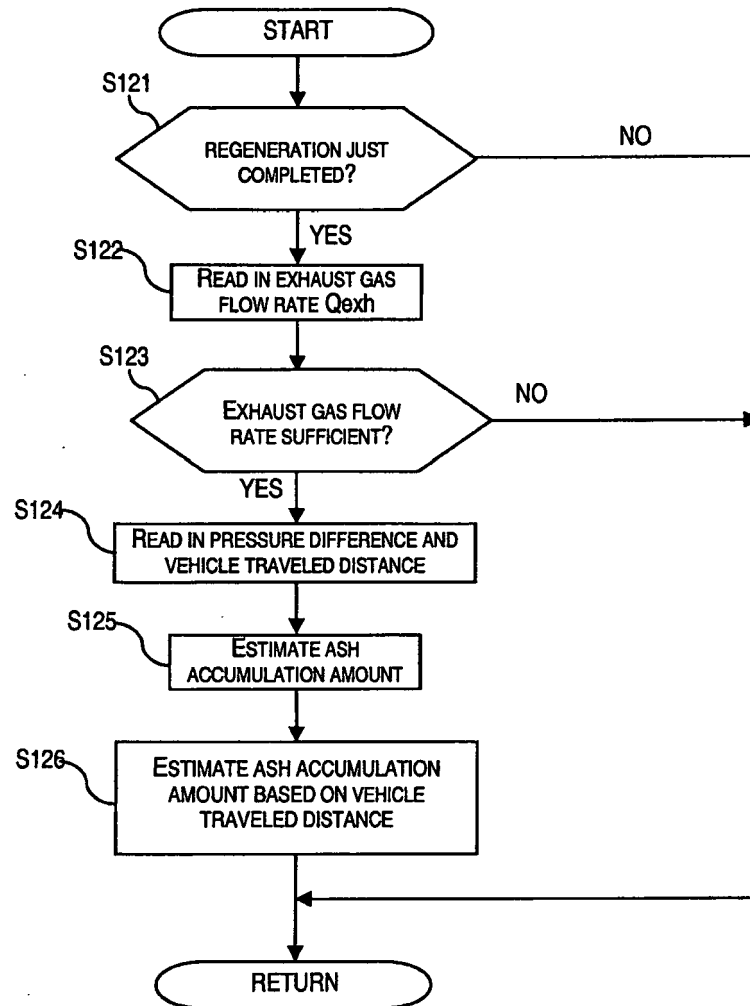 START
S121
REGENERATION JUST
COMPLETED?
NO
YES
S122
READ IN EXHAUST GAS
FLOW RATE Qexh
S123
EXHAUST GAS FLOW
RATE SUFFICIENT?
NO
YES
S124
READ IN PRESSURE DIFFERENCE AND
VEHICLE TRAVELED DISTANCE
S125
ESTIMATE ASH
ACCUMULATION AMOUNT
S126
ESTIMATE ASH ACCUMULATION
AMOUNT BASED ON VEHICLE
TRAVELED DISTANCE
RETURN